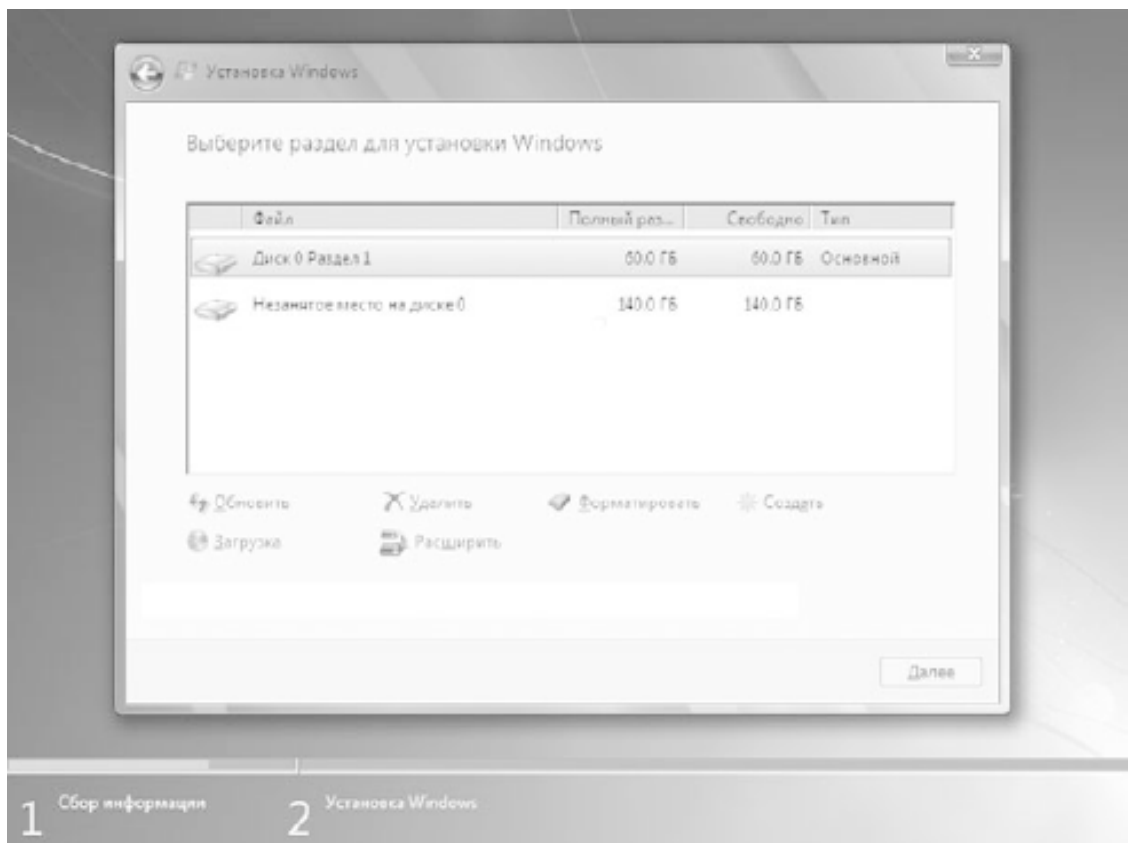 Установка Windows
Выберите раздел для установки Windows
Файл Полный раз... Свободно Тип
Диск 0 Раздел 1 60.0 ГБ 60.0 ГБ Основной
Незанятое место на диске 0 140.0 ГБ 140.0 ГБ
Обновить Удалить Форматировать Создать
Загрузка Расширить
Далее
1 Сбор информации 2 Установка Windows